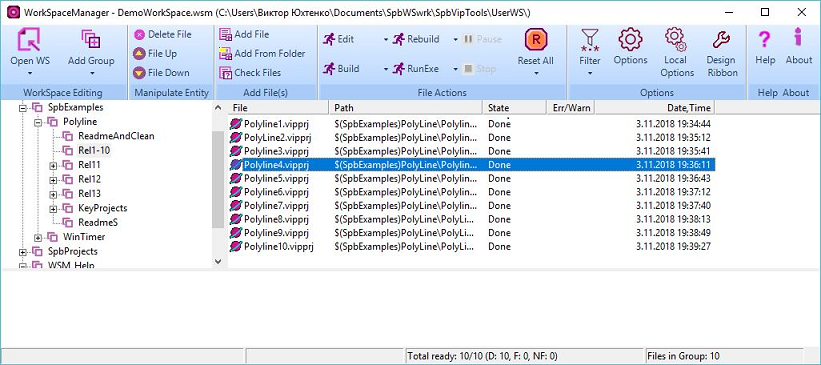 WorkSpaceManager - DemoWorkSpace.wsm (C:\Users\Виктор Юхтенко\Documents\SpbWSwrk\SpbVipTools\UserWS\)
Open WS
Add Group
WorkSpace Editing
Delete File
File Up
File Down
Manipulate Entity
Add File
Add From Folder
Check Files
Add File(s)
Edit Rebuild Pause
Build RunExe Stop
Reset All
File Actions
Filter
Options
Local Options
Design Ribbon
Options
Help
About
Help About
SpbExamples
Polyline
ReadmeAndClean
Rel1-10
Rel11
Rel12
Rel13
KeyProjects
ReadmeS
WinTimer
SpbProjects
WSM_Help
File Path State Err/Warn Date,Time
Polyline1.vipprj $(SpbExamples)PolyLine\Polylin... Done 3.11.2018 19:34:44
PolyLine2.vipprj $(SpbExamples)PolyLine\PolyLi... Done 3.11.2018 19:35:12
Polyline3.vipprj $(SpbExamples)PolyLine\Polylin... Done 3.11.2018 19:35:41
Polyline4.vipprj $(SpbExamples)PolyLine\Polylin... Done 3.11.2018 19:36:11
Polyline5.vipprj $(SpbExamples)PolyLine\Polylin... Done 3.11.2018 19:36:43
Polyline6.vipprj $(SpbExamples)PolyLine\PolyLi... Done 3.11.2018 19:37:12
Polyline7.vipprj $(SpbExamples)PolyLine\PolyLi... Done 3.11.2018 19:37:40
Polyline8.vipprj $(SpbExamples)PolyLine\PolyLi... Done 3.11.2018 19:38:13
Polyline9.vipprj $(SpbExamples)PolyLine\PolyLi... Done 3.11.2018 19:38:49
Polyline10.vipprj $(SpbExamples)PolyLine\PolyLi... Done 3.11.2018 19:39:27
Total ready: 10/10 (D: 10, F: 0, NF: 0) Files in Group: 10